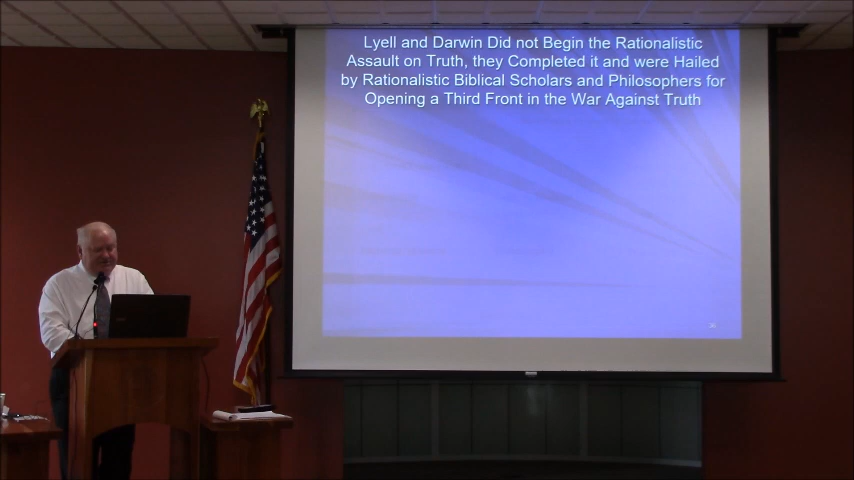 Lyell and Darwin Did not Begin the Rationalistic
Assault on Truth, they Completed it and were Hailed
by Rationalistic Biblical Scholars and Philosophers for
Opening a Third Front in the War Against Truth